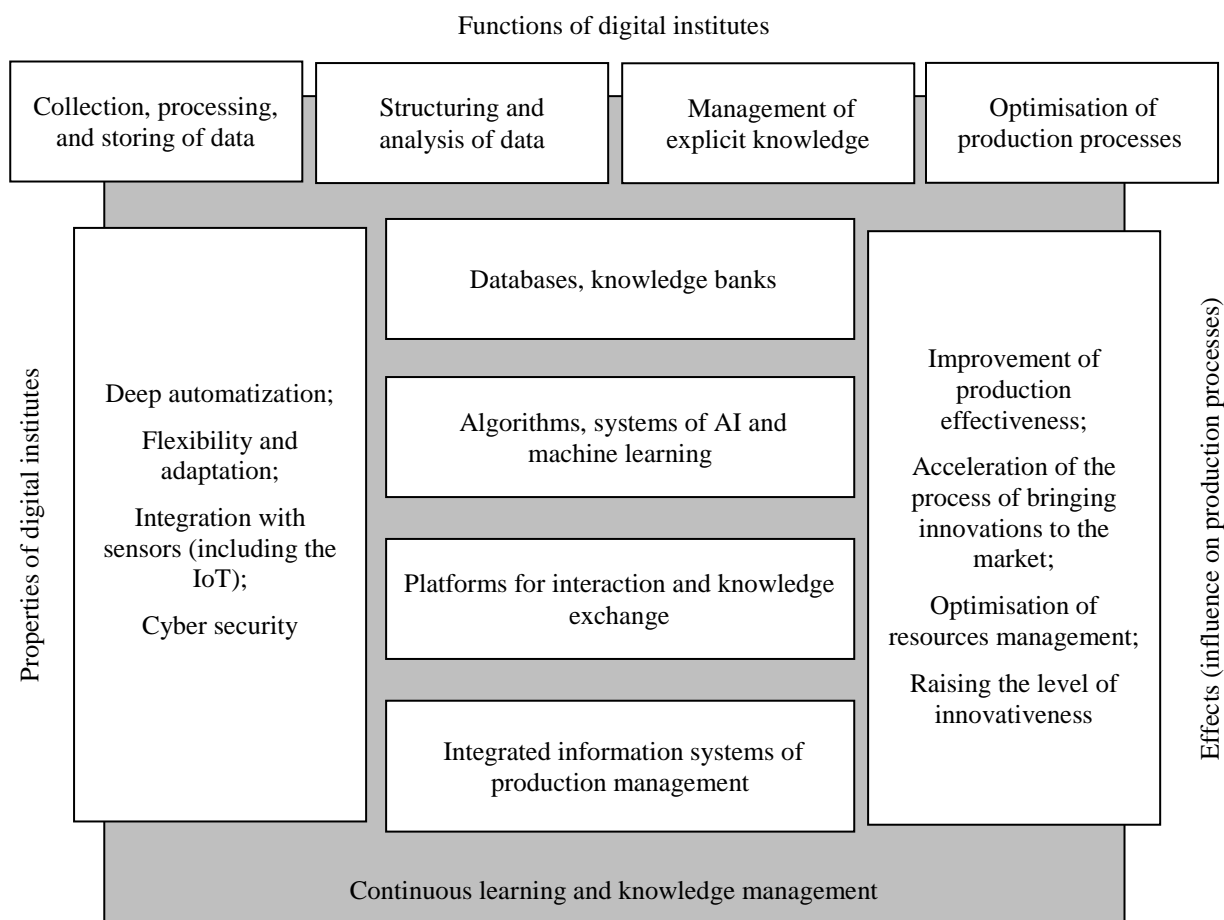 Functions of digital institutes
Collection, processing,
and storing of data
Structuring and
analysis of data
Management of
explicit knowledge
Optimisation of
production processes
Properties of digital institutes
Deep automatization;
Flexibility and
adaptation;
Integration with
sensors (including the
IoT);
Cyber security
Databases, knowledge banks
Algorithms, systems of AI and
machine learning
Platforms for interaction and knowledge
exchange
Integrated information systems of
production management
Improvement of
production
effectiveness;
Acceleration of the
process of bringing
innovations to the
market;
Optimisation of
resources management;
Raising the level of
innovativeness
Effects (influence on production processes)
Continuous learning and knowledge management